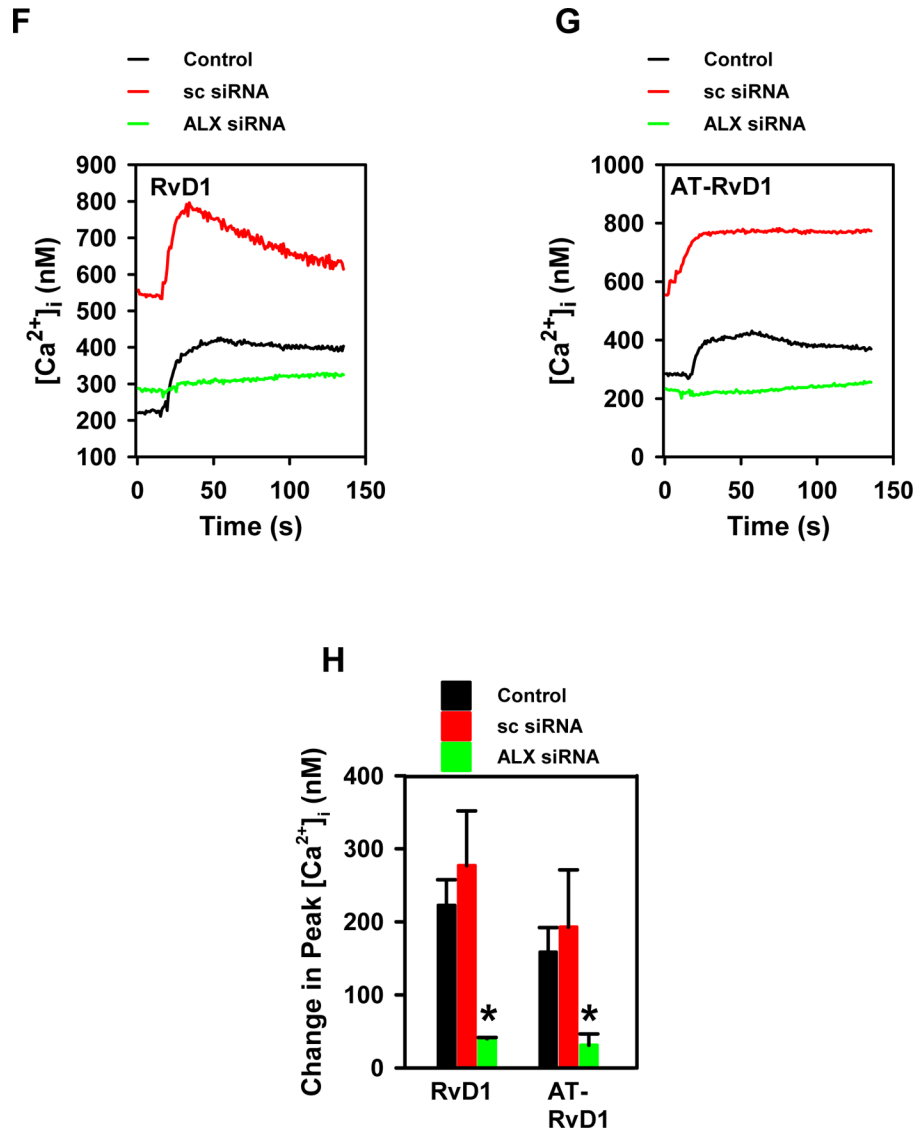 F
Control
sc siRNA
ALX siRNA
RvD1
900
800
700
600
500
400
300
200
100
[Ca²⁺]ᵢ (nM)
0 50 100 150
Time (s)
G
Control
sc siRNA
ALX siRNA
AT-RvD1
1000
800
600
400
200
0
[Ca²⁺]ᵢ (nM)
0 50 100 150
Time (s)
H
Control
sc siRNA
ALX siRNA
400
300
200
100
0
Change in Peak [Ca²⁺]ᵢ (nM)
* *
RvD1
AT-
RvD1